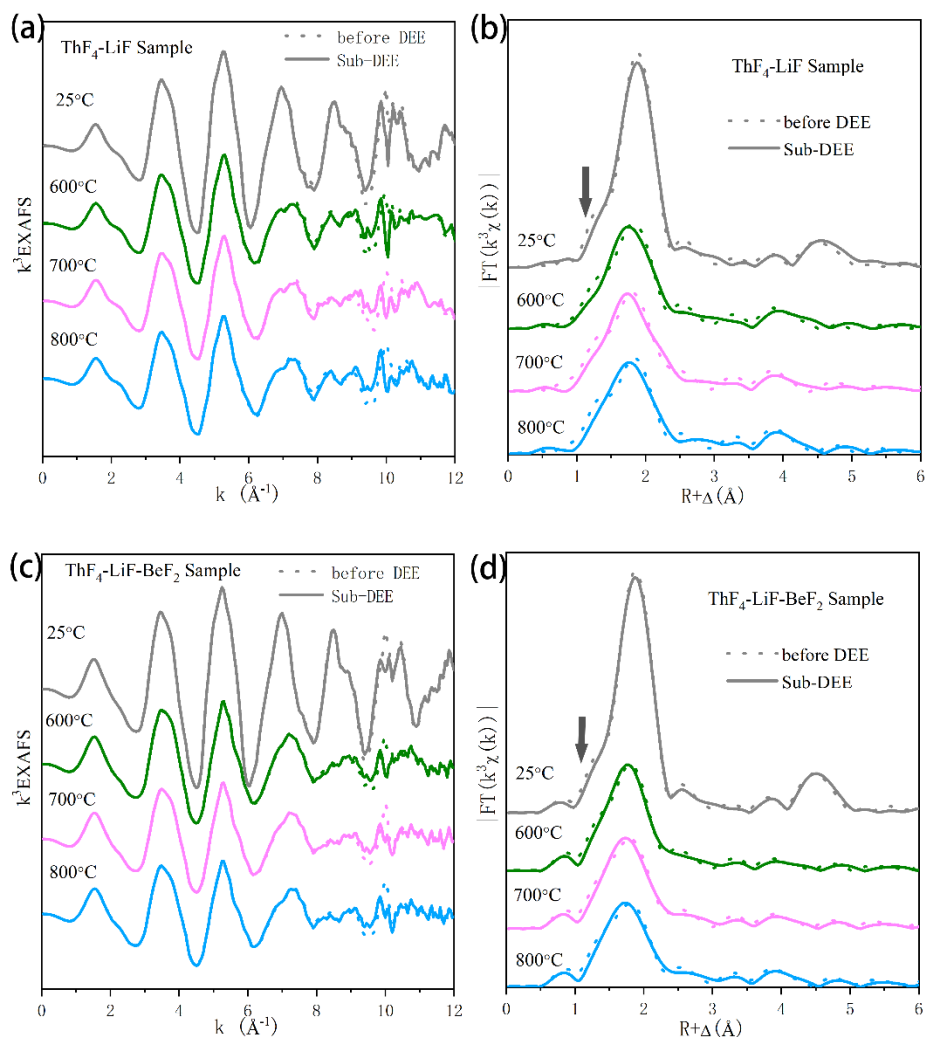 (a)
ThF₄-LiF Sample
before DEE
Sub-DEE
25°C
600°C
700°C
800°C
k³EXAFS
0 2 4 6 8 10 12
k (Å⁻¹)
(b)
ThF₄-LiF Sample
before DEE
Sub-DEE
25°C
600°C
700°C
800°C
|FT(k³χ(k))|
0 1 2 3 4 5 6
R+Δ(Å)
(c)
ThF₄-LiF-BeF₂ Sample
before DEE
Sub-DEE
25°C
600°C
700°C
800°C
k³EXAFS
0 2 4 6 8 10 12
k (Å⁻¹)
(d)
ThF₄-LiF-BeF₂ Sample
before DEE
Sub-DEE
25°C
600°C
700°C
800°C
|FT(k³χ(k))|
0 1 2 3 4 5 6
R+Δ(Å)